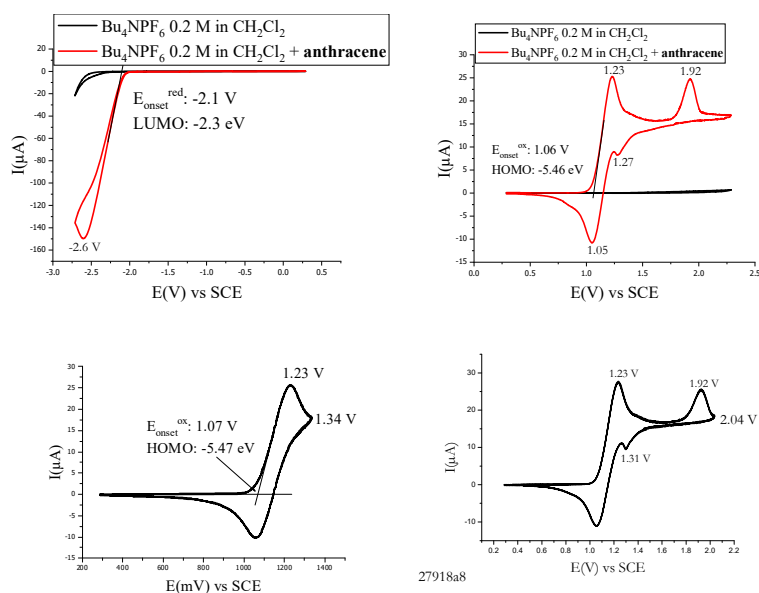 Bu₄NPF₆ 0.2 M in CH₂Cl₂
Bu₄NPF₆ 0.2 M in CH₂Cl₂ + anthracene
0
-20
-40
-60
-80
-100
-120
-140
-160
I(µA)
E_onset^red: -2.1 V
LUMO: -2.3 eV
-2.6 V
-3.0 -2.5 -2.0 -1.5 -1.0 -0.5 0.0 0.5
E(V) vs SCE
Bu₄NPF₆ 0.2 M in CH₂Cl₂
Bu₄NPF₆ 0.2 M in CH₂Cl₂ + anthracene
30
25
20
15
10
5
0
-5
-10
-15
I(µA)
1.23
1.92
E_onset^ox: 1.06 V
HOMO: -5.46 eV
1.27
1.05
0.0 0.5 1.0 1.5 2.0 2.5
E(V) vs SCE
30
25
20
15
10
5
0
-5
-10
-15
I(µA)
1.23 V
1.34 V
E_onset^ox: 1.07 V
HOMO: -5.47 eV
200 400 600 800 1000 1200 1400
E(mV) vs SCE
30
20
10
0
-10
I(µA)
1.23 V
1.92 V
2.04 V
1.31 V
0.2 0.4 0.6 0.8 1.0 1.2 1.4 1.6 1.8 2.0 2.2
E(V) vs SCE
27918a8